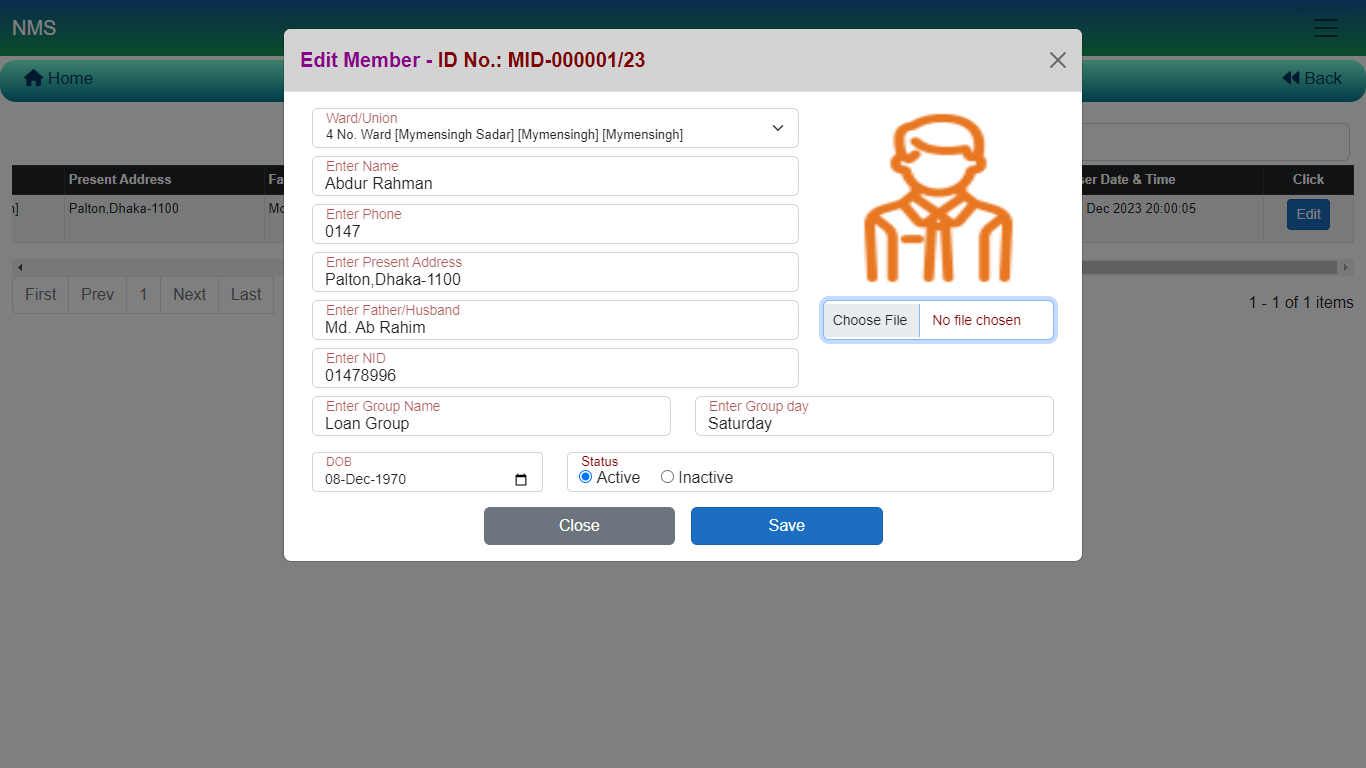 NMS
Edit Member - ID No.: MID-000001/23
Home
Back
Ward/Union
4 No. Ward [Mymensingh Sadar] [Mymensingh] [Mymensingh]
Enter Name
Abdur Rahman
Present Address
Date & Time
Click
Palton,Dhaka-1100
Dec 2023 20:00:05
Edit
Enter Phone
0147
Enter Present Address
Palton,Dhaka-1100
First Prev 1 Next Last
1 - 1 of 1 items
Enter Father/Husband
Md. Ab Rahim
Choose File No file chosen
Enter NID
01478996
Enter Group Name
Loan Group
Enter Group day
Saturday
DOB
08-Dec-1970
Status
Active Inactive
Close Save